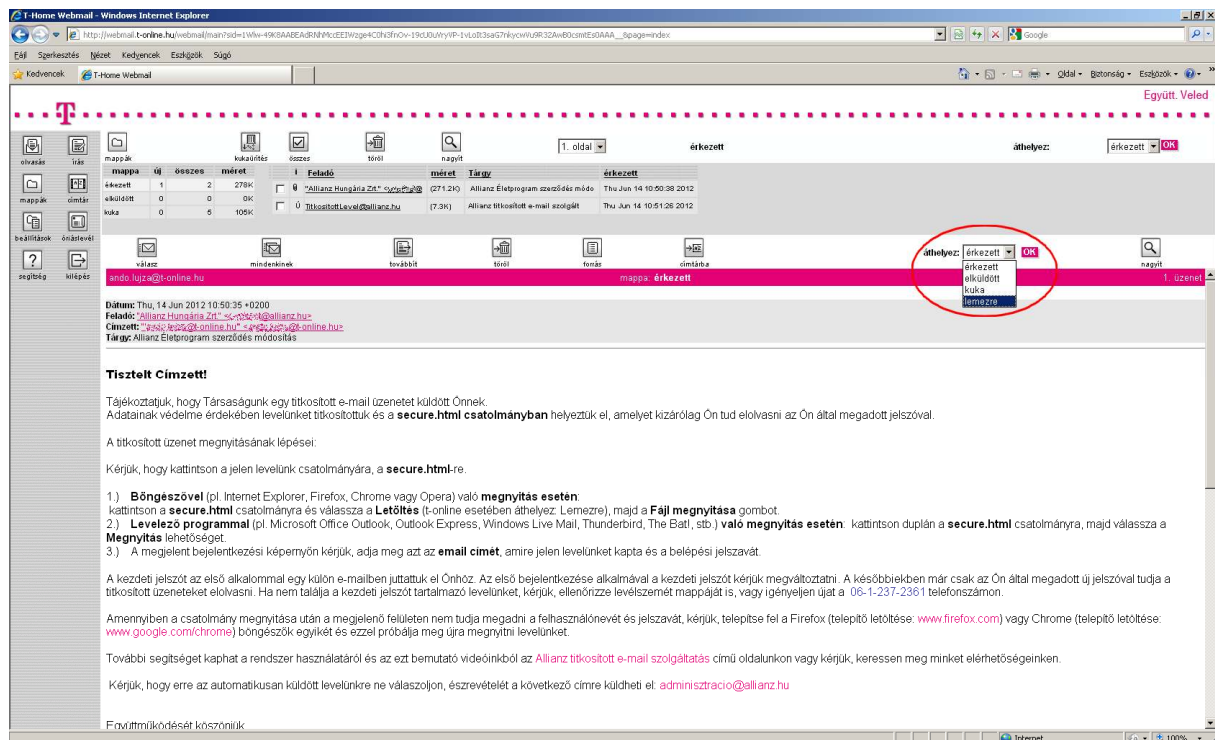 T-Home Webmail - Windows Internet Explorer
Google
Fájl Szerkesztés Nézet Kedvencek Eszközök Súgó
Kedvencek T-Home Webmail Oldal Biztonság Eszközök
Együtt. Veled
olvasás írás mappák kukaürítés összes töröl nagyít 1. oldal érkezett áthelyez: érkezett OK
mappa új összes méret ! Feladó méret Tárgy érkezett
érkezett 1 2 278K "Allianz Hungária Zrt." (271.2K) Allianz Életprogram szerződés módo Thu Jun 14 10:50:38 2012
elküldött 0 0 0K TitkositottLevel@allianz.hu (7.3K) Allianz titkosított e-mail szolgált Thu Jun 14 10:51:26 2012
kuka 0 5 105K
mappák címtár
beállítások önáslevél
segítség kilépés
válasz mindenkinek továbbít töröl forrás címtárba áthelyez: érkezett OK nagyít
érkezett
elküldött
kuka
lemezre
ando.lujza@t-online.hu mappa: érkezett 1. üzenet
Dátum: Thu, 14 Jun 2012 10:50:35 +0200
Feladó: "Allianz Hungária Zrt." @allianz.hu>
Címzett: @t-online.hu" @t-online.hu>
Tárgy: Allianz Életprogram szerződés módosítás
Tisztelt Címzett!
Tájékoztatjuk, hogy Társaságunk egy titkosított e-mail üzenetet küldött Önnek.
Adatainak védelme érdekében levelünket titkosítottuk és a secure.html csatolmányban helyeztük el, amelyet kizárólag Ön tud elolvasni az Ön által megadott jelszóval.
A titkosított üzenet megnyitásának lépései:
Kérjük, hogy kattintson a jelen levelünk csatolmányára, a secure.html-re.
1.) Böngészővel (pl. Internet Explorer, Firefox, Chrome vagy Opera) való megnyitás esetén:
kattintson a secure.html csatolmányra és válassza a Letöltés (t-online esetében áthelyez: Lemezre), majd a Fájl megnyitása gombot.
2.) Levelező programmal (pl. Microsoft Office Outlook, Outlook Express, Windows Live Mail, Thunderbird, The Bat!, stb.) való megnyitás esetén: kattintson duplán a secure.html csatolmányra, majd válassza a
Megnyitás lehetőséget.
3.) A megjelent bejelentkezési képernyőn kérjük, adja meg azt az email címét, amire jelen levelünket kapta és a belépési jelszavát.
A kezdeti jelszót az első alkalommal egy külön e-mailben juttattuk el Önhöz. Az első bejelentkezése alkalmával a kezdeti jelszót kérjük megváltoztatni. A későbbiekben már csak az Ön által megadott új jelszóval tudja a
titkosított üzeneteket elolvasni. Ha nem találja a kezdeti jelszót tartalmazó levelünket, kérjük, ellenőrizze levélszemét mappáját is, vagy igényeljen újat a 06-1-237-2361 telefonszámon.
Amennyiben a csatolmány megnyitása után a megjelenő felületen nem tudja megadni a felhasználónevét és jelszavát, kérjük, telepítse fel a Firefox (telepítő letöltése: www.firefox.com) vagy Chrome (telepítő letöltése:
www.google.com/chrome) böngészők egyikét és ezzel próbálja meg újra megnyitni levelünket.
További segítséget kaphat a rendszer használatáról és az ezt bemutató videóinkból az Allianz titkosított e-mail szolgáltatás című oldalunkon vagy kérjük, keressen meg minket elérhetőségeinken.
Kérjük, hogy erre az automatikusan küldött levelünkre ne válaszoljon, észrevételét a következő címre küldheti el: adminisztracio@allianz.hu
Együttműködését köszönjük
Internet 100%